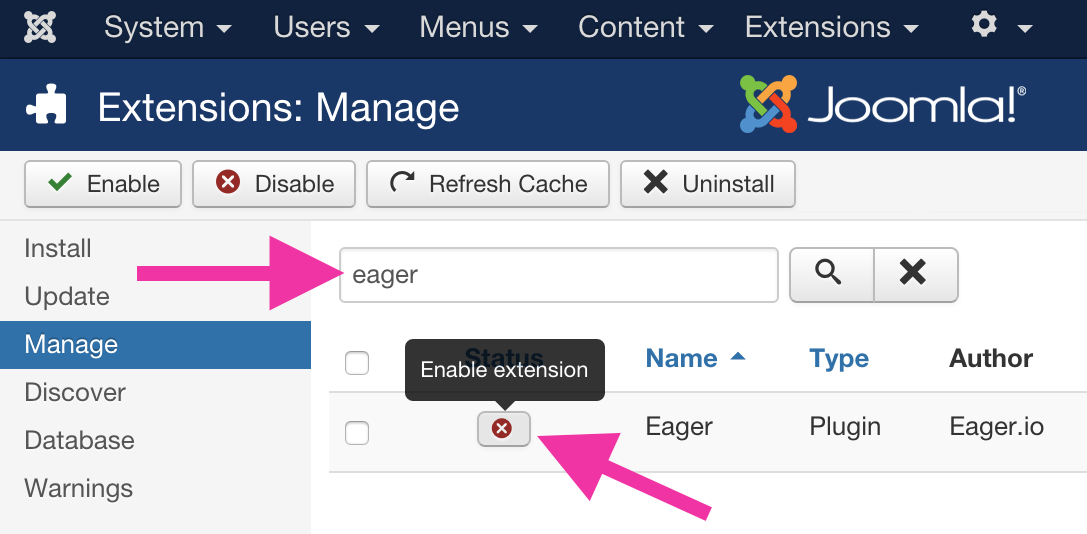 System Users Menus Content Extensions
Extensions: Manage Joomla!®
Enable Disable Refresh Cache Uninstall
Install
Update
Manage
Discover
Database
Warnings
eager
Status Name Type Author
Enable extension
Eager Plugin Eager.io